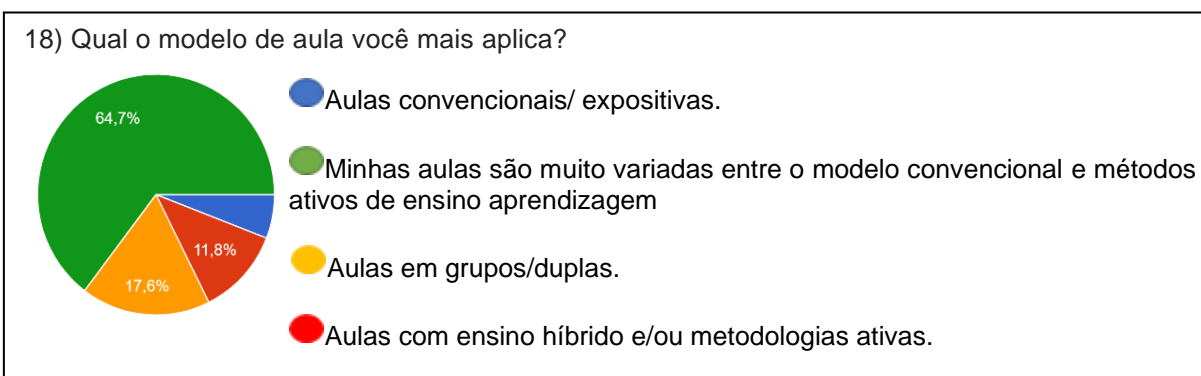 18) Qual o modelo de aula você mais aplica?
64,7%
11,8%
17,6%
Aulas convencionais/ expositivas.
Minhas aulas são muito variadas entre o modelo convencional e métodos
ativos de ensino aprendizagem
Aulas em grupos/duplas.
Aulas com ensino híbrido e/ou metodologias ativas.